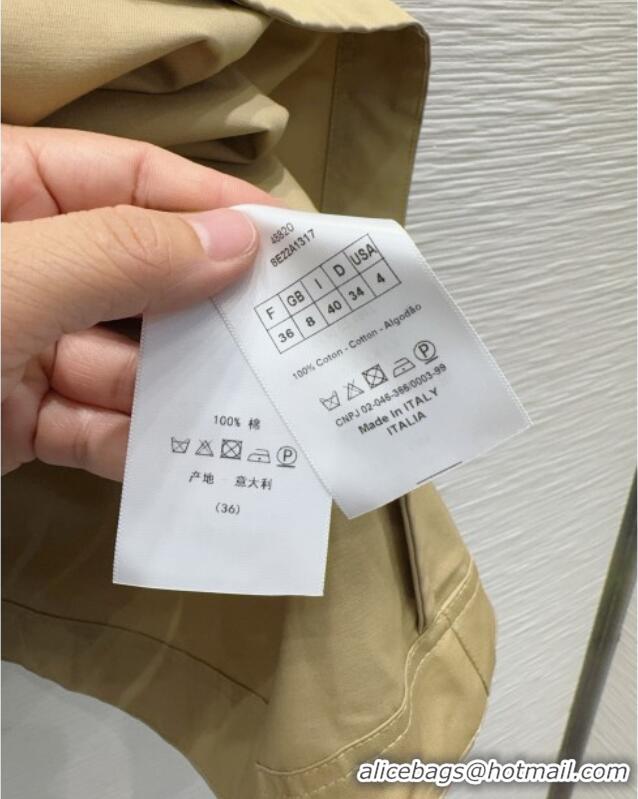 48820
8E22A1317
F GB I D USA
36 8 40 34 4
100% Coton - Cotton - Algodão
P
CNPJ 02-046-386/0003-99
Made in ITALY
ITALIA
100% 棉
P
产地 意大利
(36)
alicebags@hotmail.com